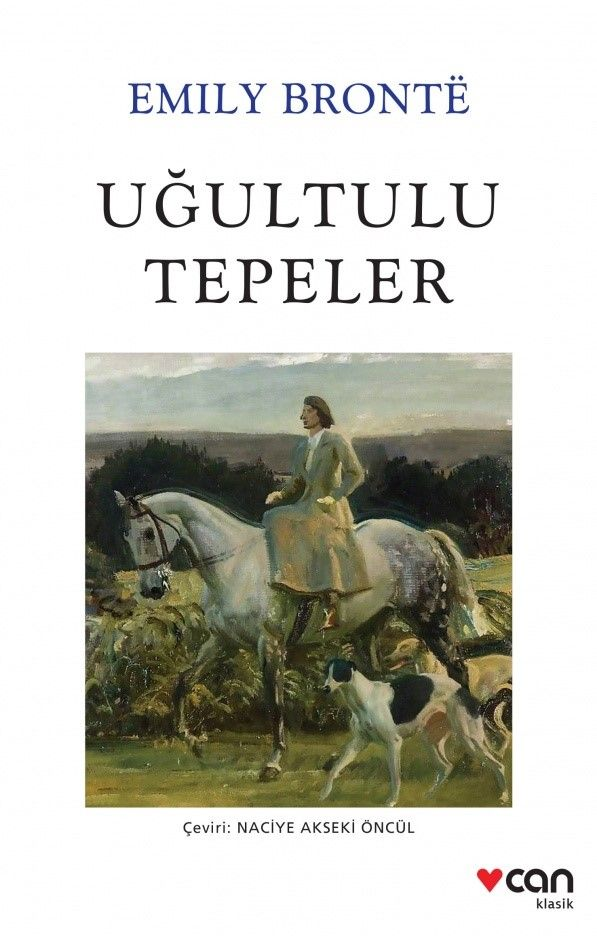 EMILY BRONTË
UĞULTULU
TEPELER
Çeviri: NACİYE AKSEKİ ÖNCÜL
can
klasik